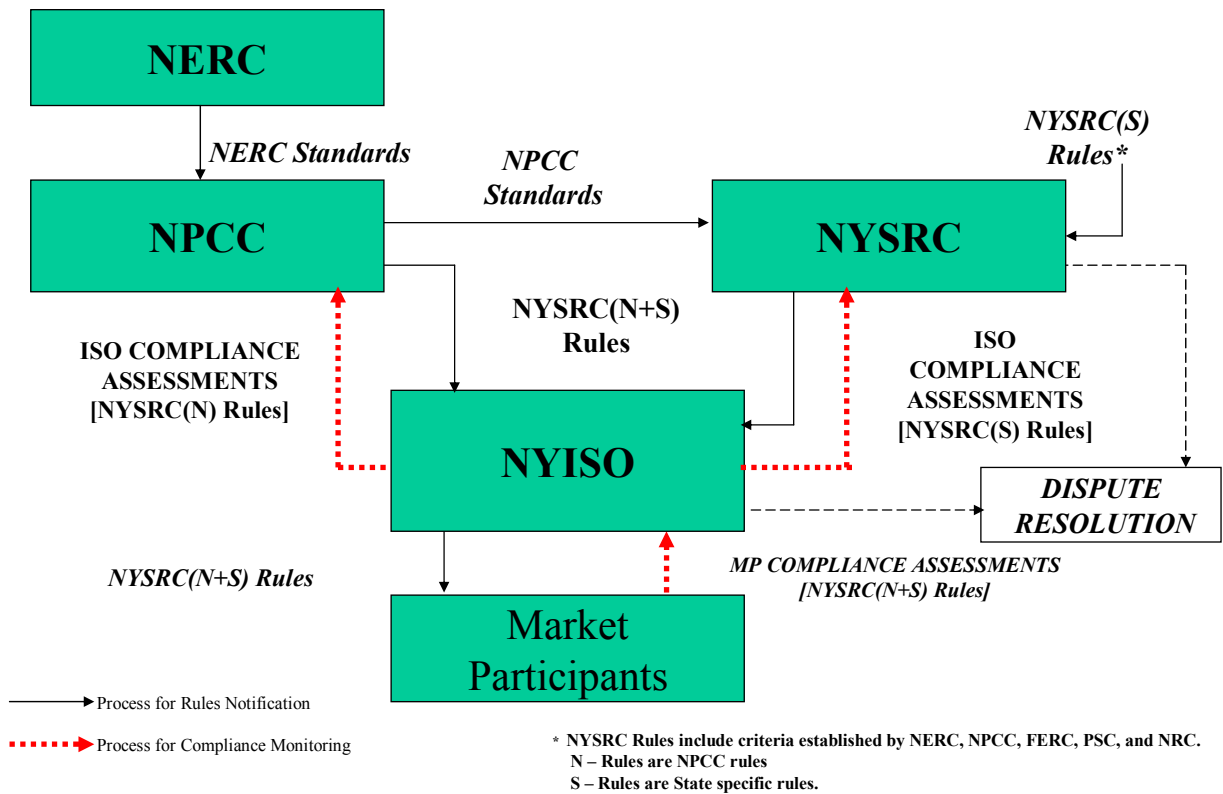 NERC
NERC Standards
NPCC
Standards
NYSRC(S)
Rules*
NPCC
NYSRC
NYSRC(N+S)
Rules
ISO COMPLIANCE
ASSESSMENTS
[NYSRC(N) Rules]
ISO
COMPLIANCE
ASSESSMENTS
[NYSRC(S) Rules]
NYISO
DISPUTE
RESOLUTION
NYSRC(N+S) Rules
MP COMPLIANCE ASSESSMENTS
[NYSRC(N+S) Rules]
Market
Participants
Process for Rules Notification
Process for Compliance Monitoring
* NYSRC Rules include criteria established by NERC, NPCC, FERC, PSC, and NRC.
N – Rules are NPCC rules
S – Rules are State specific rules.